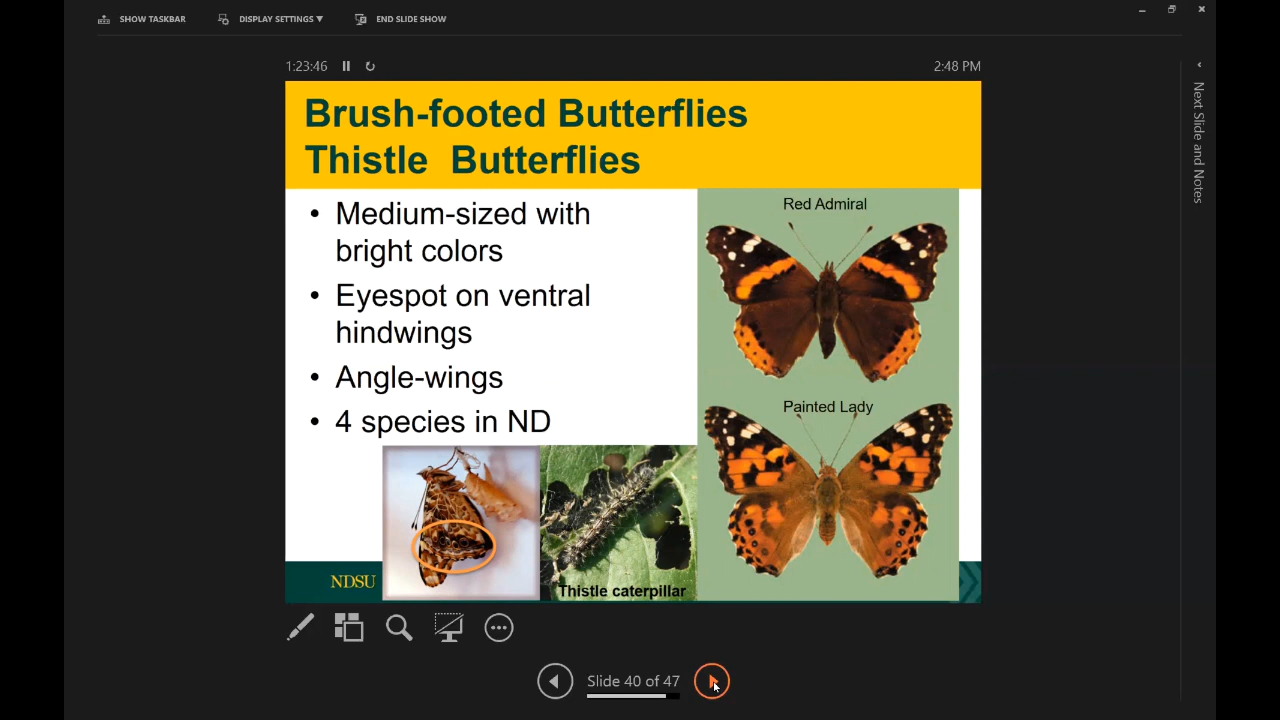 SHOW TASKBAR
DISPLAY SETTINGS ▼
END SLIDE SHOW
1:23:46
2:48 PM
Next Slide and Notes
Brush-footed Butterflies
Thistle Butterflies
• Medium-sized with
bright colors
• Eyespot on ventral
hindwings
• Angle-wings
• 4 species in ND
Red Admiral
Painted Lady
Thistle caterpillar
NDSU
Slide 40 of 47